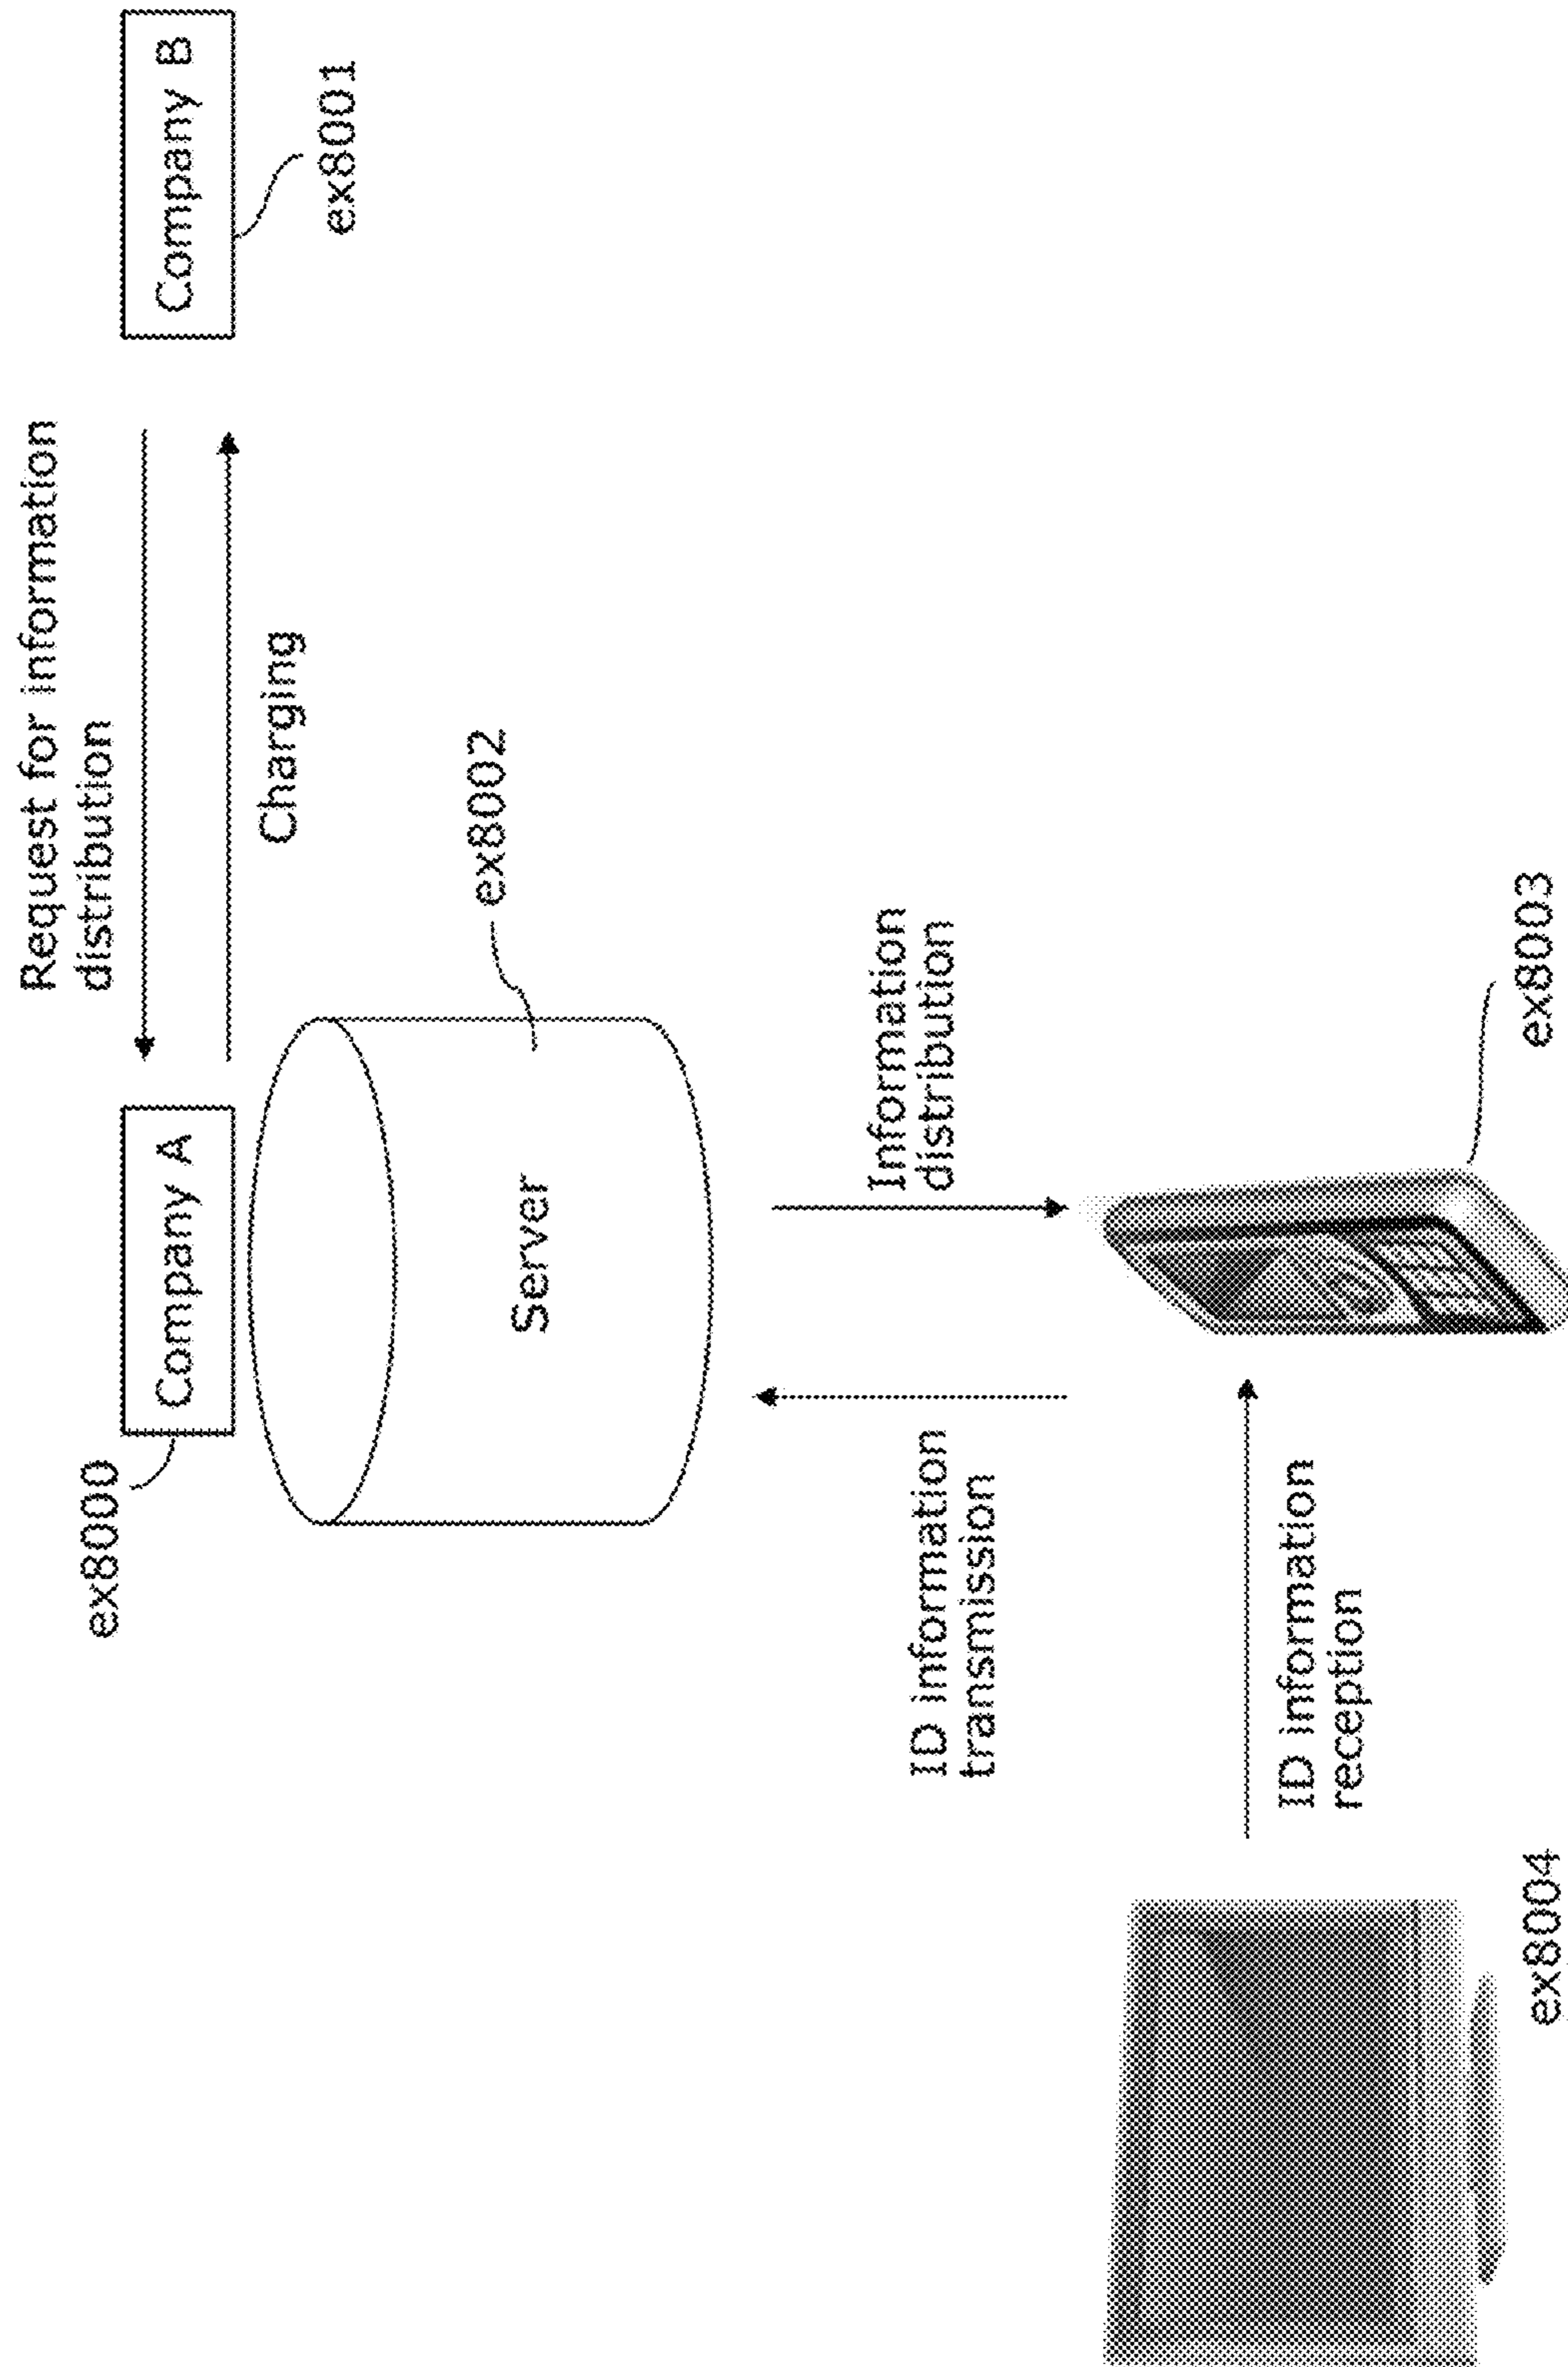 Request for information
distribution
Company A
Company B
ex8000
Charging
ex8001
ex8002
Server
Information
distribution
ID information
transmission
ID information
reception
ex8003
ex8004